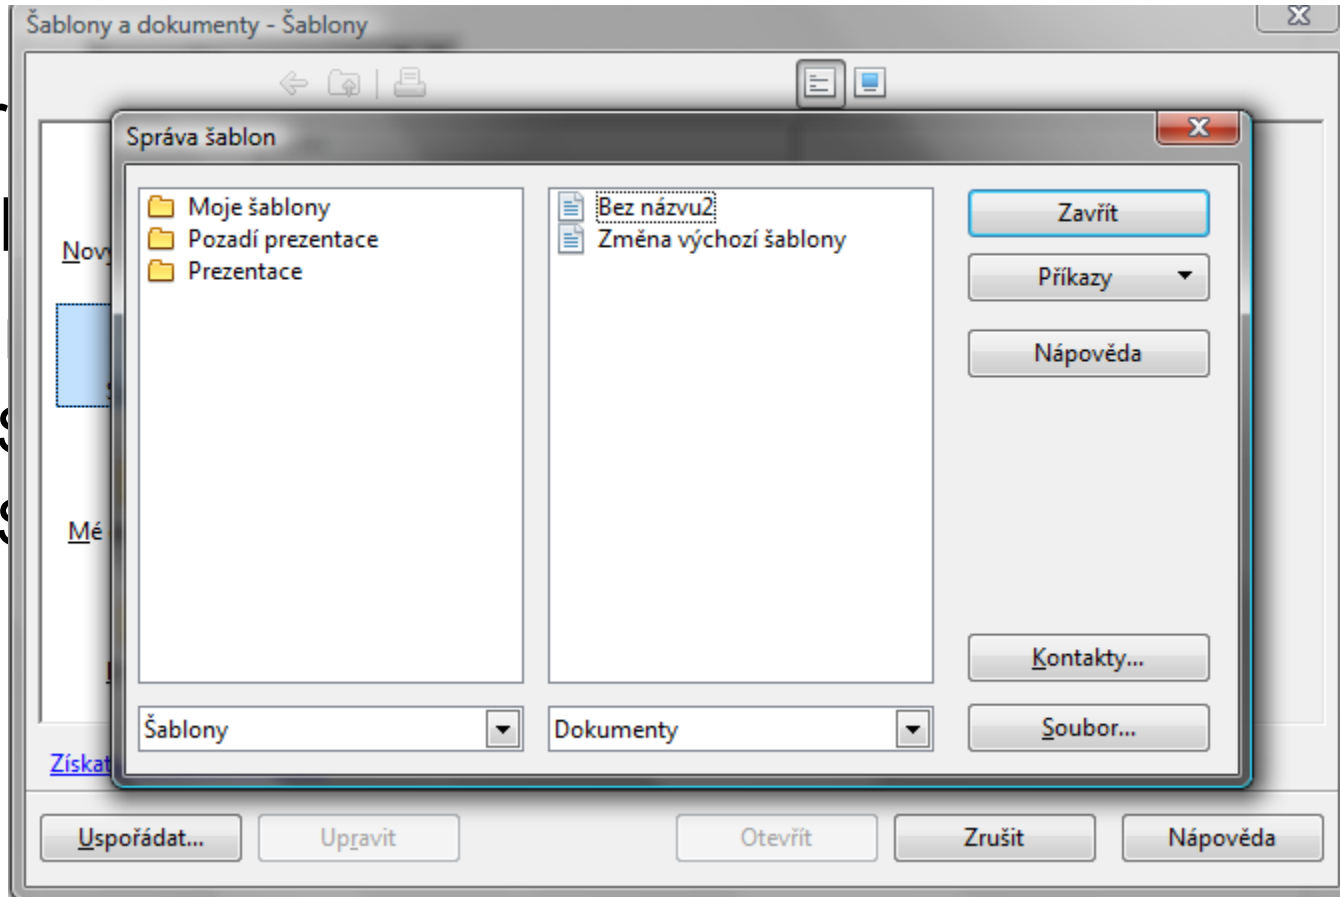 Šablony a dokumenty - Šablony
Správa šablon
Moje šablony
Pozadí prezentace
Prezentace
Bez názvu2
Změna výchozí šablony
Zavřít
Příkazy
Nápověda
Kontakty...
Soubor...
Šablony
Dokumenty
Mé
Získat
Uspořádat...
Upravit
Otevřít
Zrušit
Nápověda